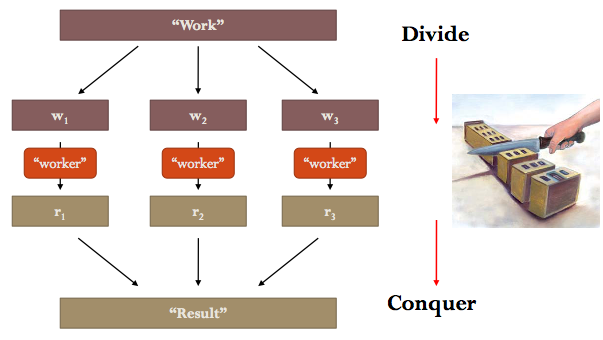 “Work”
Divide
w₁ w₂ w₃
“worker” “worker” “worker”
r₁ r₂ r₃
Conquer
“Result”